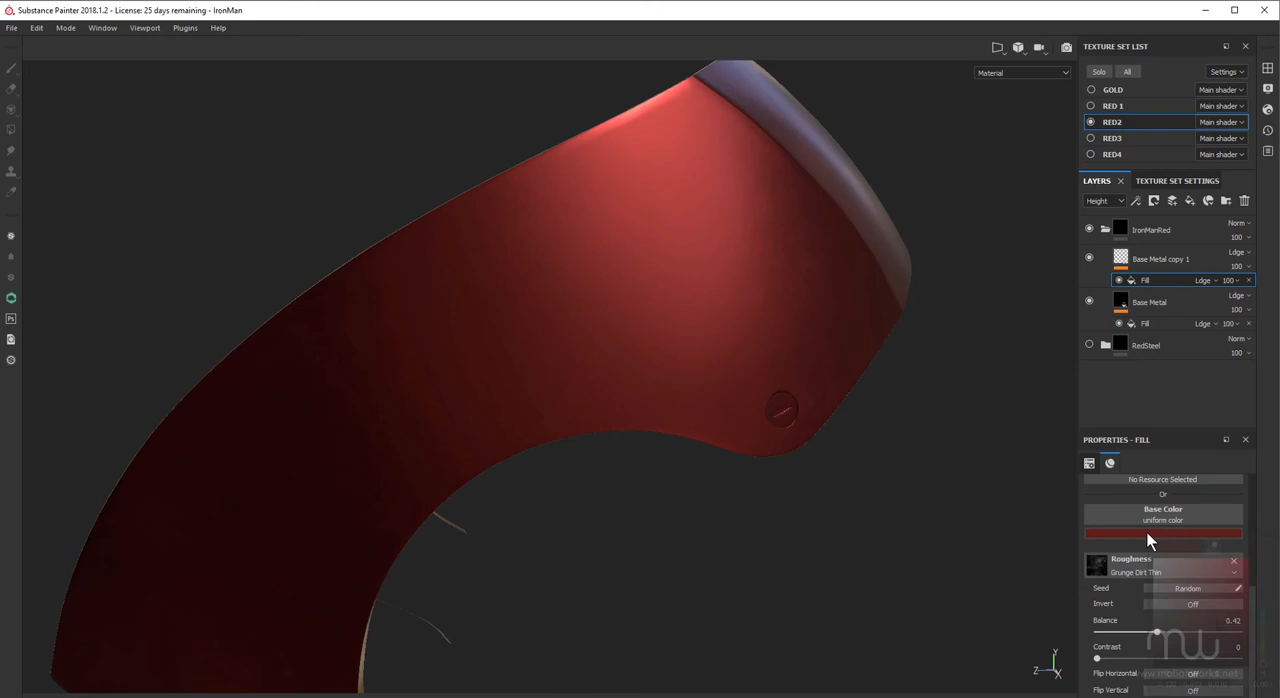 Substance Painter 2018.1.2 - License: 25 days remaining - IronMan
File Edit Mode Window Viewport Plugins Help
Material
TEXTURE SET LIST
Solo All Settings
GOLD Main shader
RED 1 Main shader
RED2 Main shader
RED3 Main shader
RED4 Main shader
LAYERS TEXTURE SET SETTINGS
Height
IronManRed Norm
100
Base Metal copy 1 Ldge
100
Fill Ldge 100
Base Metal Ldge
100
Fill Ldge 100
RedSteel Norm
100
PROPERTIES - FILL
No Resource Selected
Or
Base Color
uniform color
Roughness
Grunge Dirt Thin
Seed Random
Invert Off
Balance 0.42
Contrast 0
Flip Horizontal Off
Flip Vertical Off
Ps
Y
Z X
mw